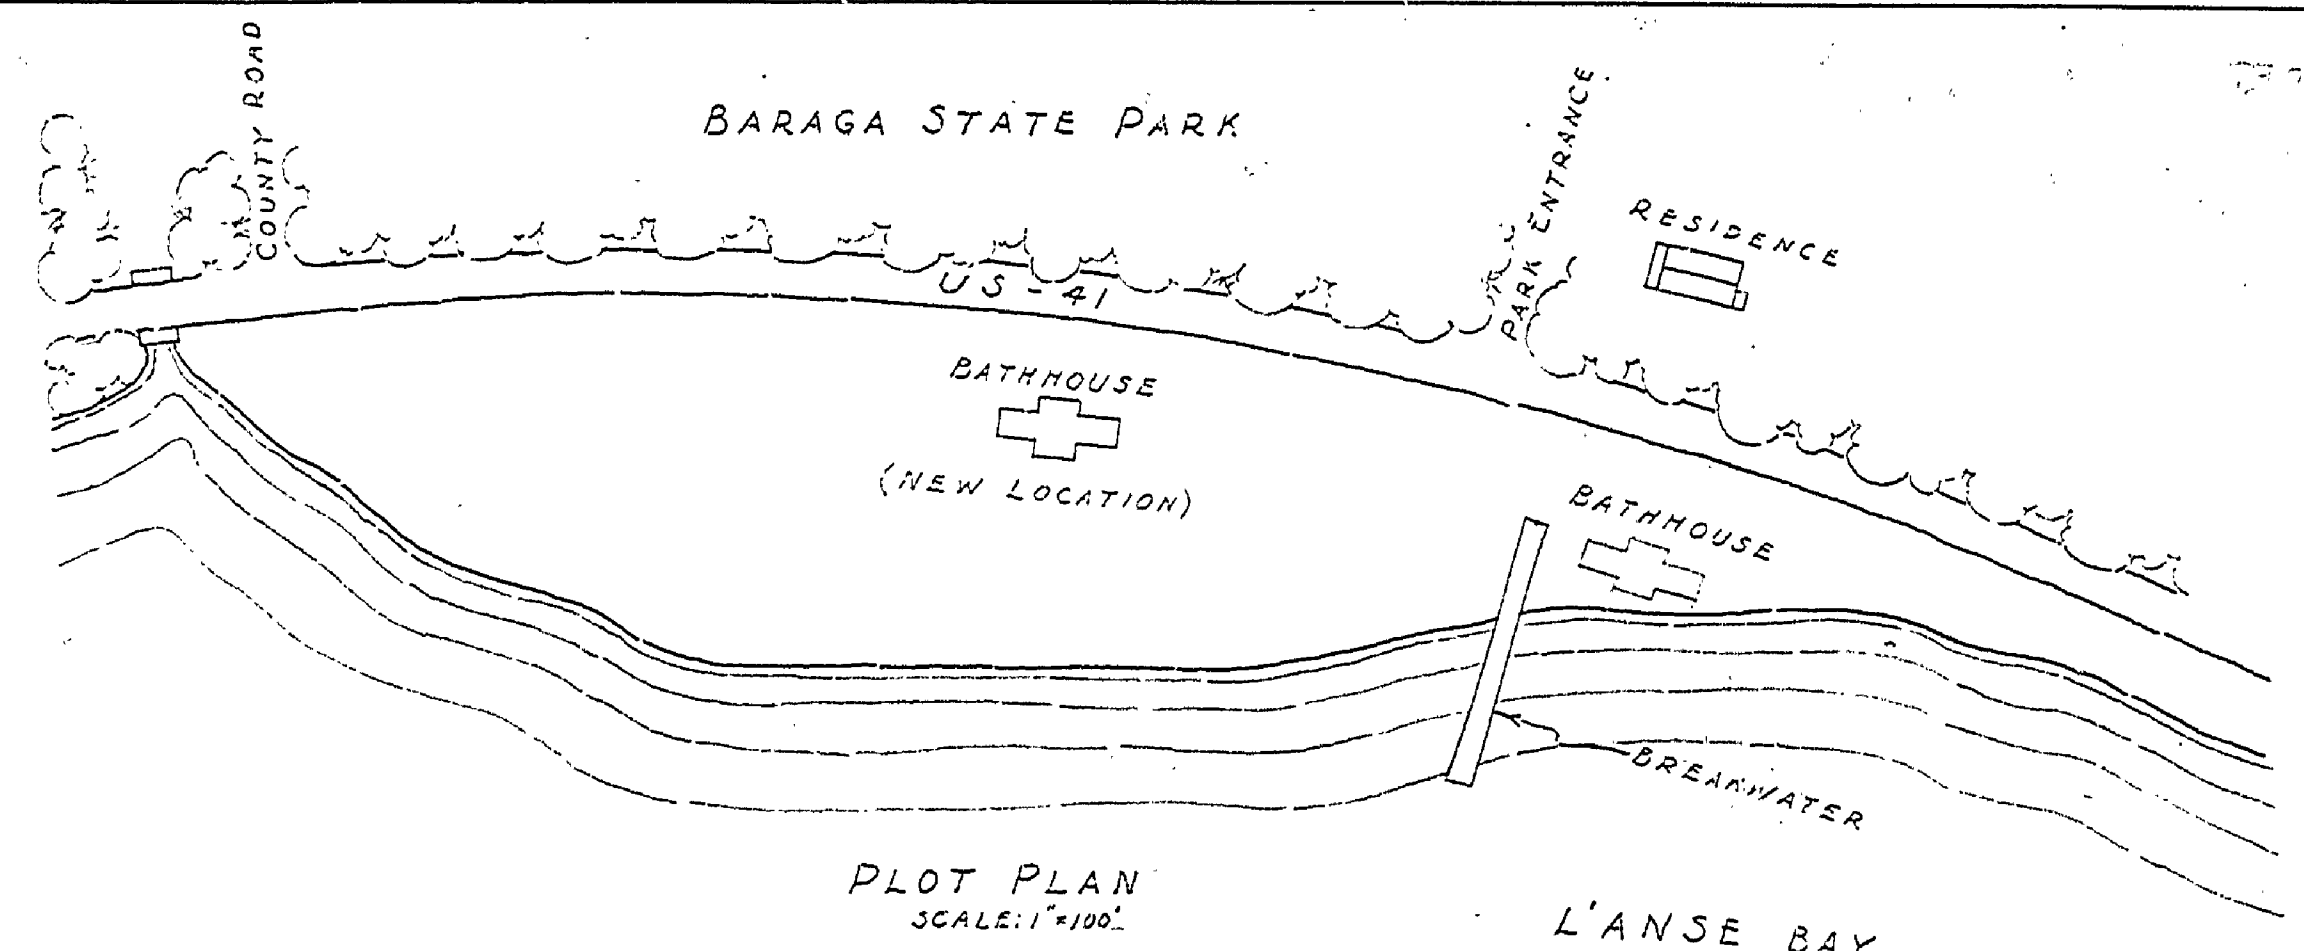 COUNTY ROAD
BARAGA STATE PARK
PARK ENTRANCE
RESIDENCE
US-41
BATHHOUSE
(NEW LOCATION)
BATHHOUSE
BREAKWATER
PLOT PLAN
SCALE: 1"=100'
L'ANSE BAY